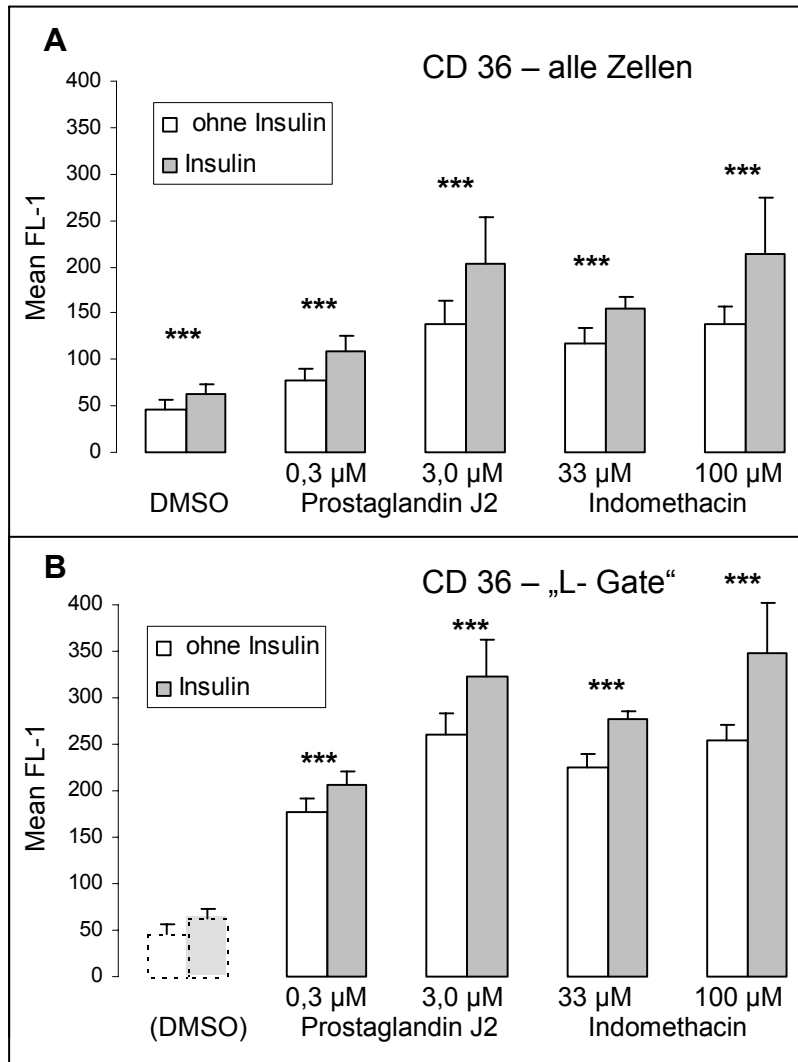 A
CD 36 – alle Zellen
400
350
300
250
200
150
100
50
0
Mean FL-1
ohne Insulin
Insulin
***
***
***
***
***
0,3 µM 3,0 µM 33 µM 100 µM
DMSO Prostaglandin J2 Indomethacin
B
CD 36 – „L- Gate“
400
350
300
250
200
150
100
50
0
Mean FL-1
ohne Insulin
Insulin
***
***
***
***
0,3 µM 3,0 µM 33 µM 100 µM
(DMSO) Prostaglandin J2 Indomethacin